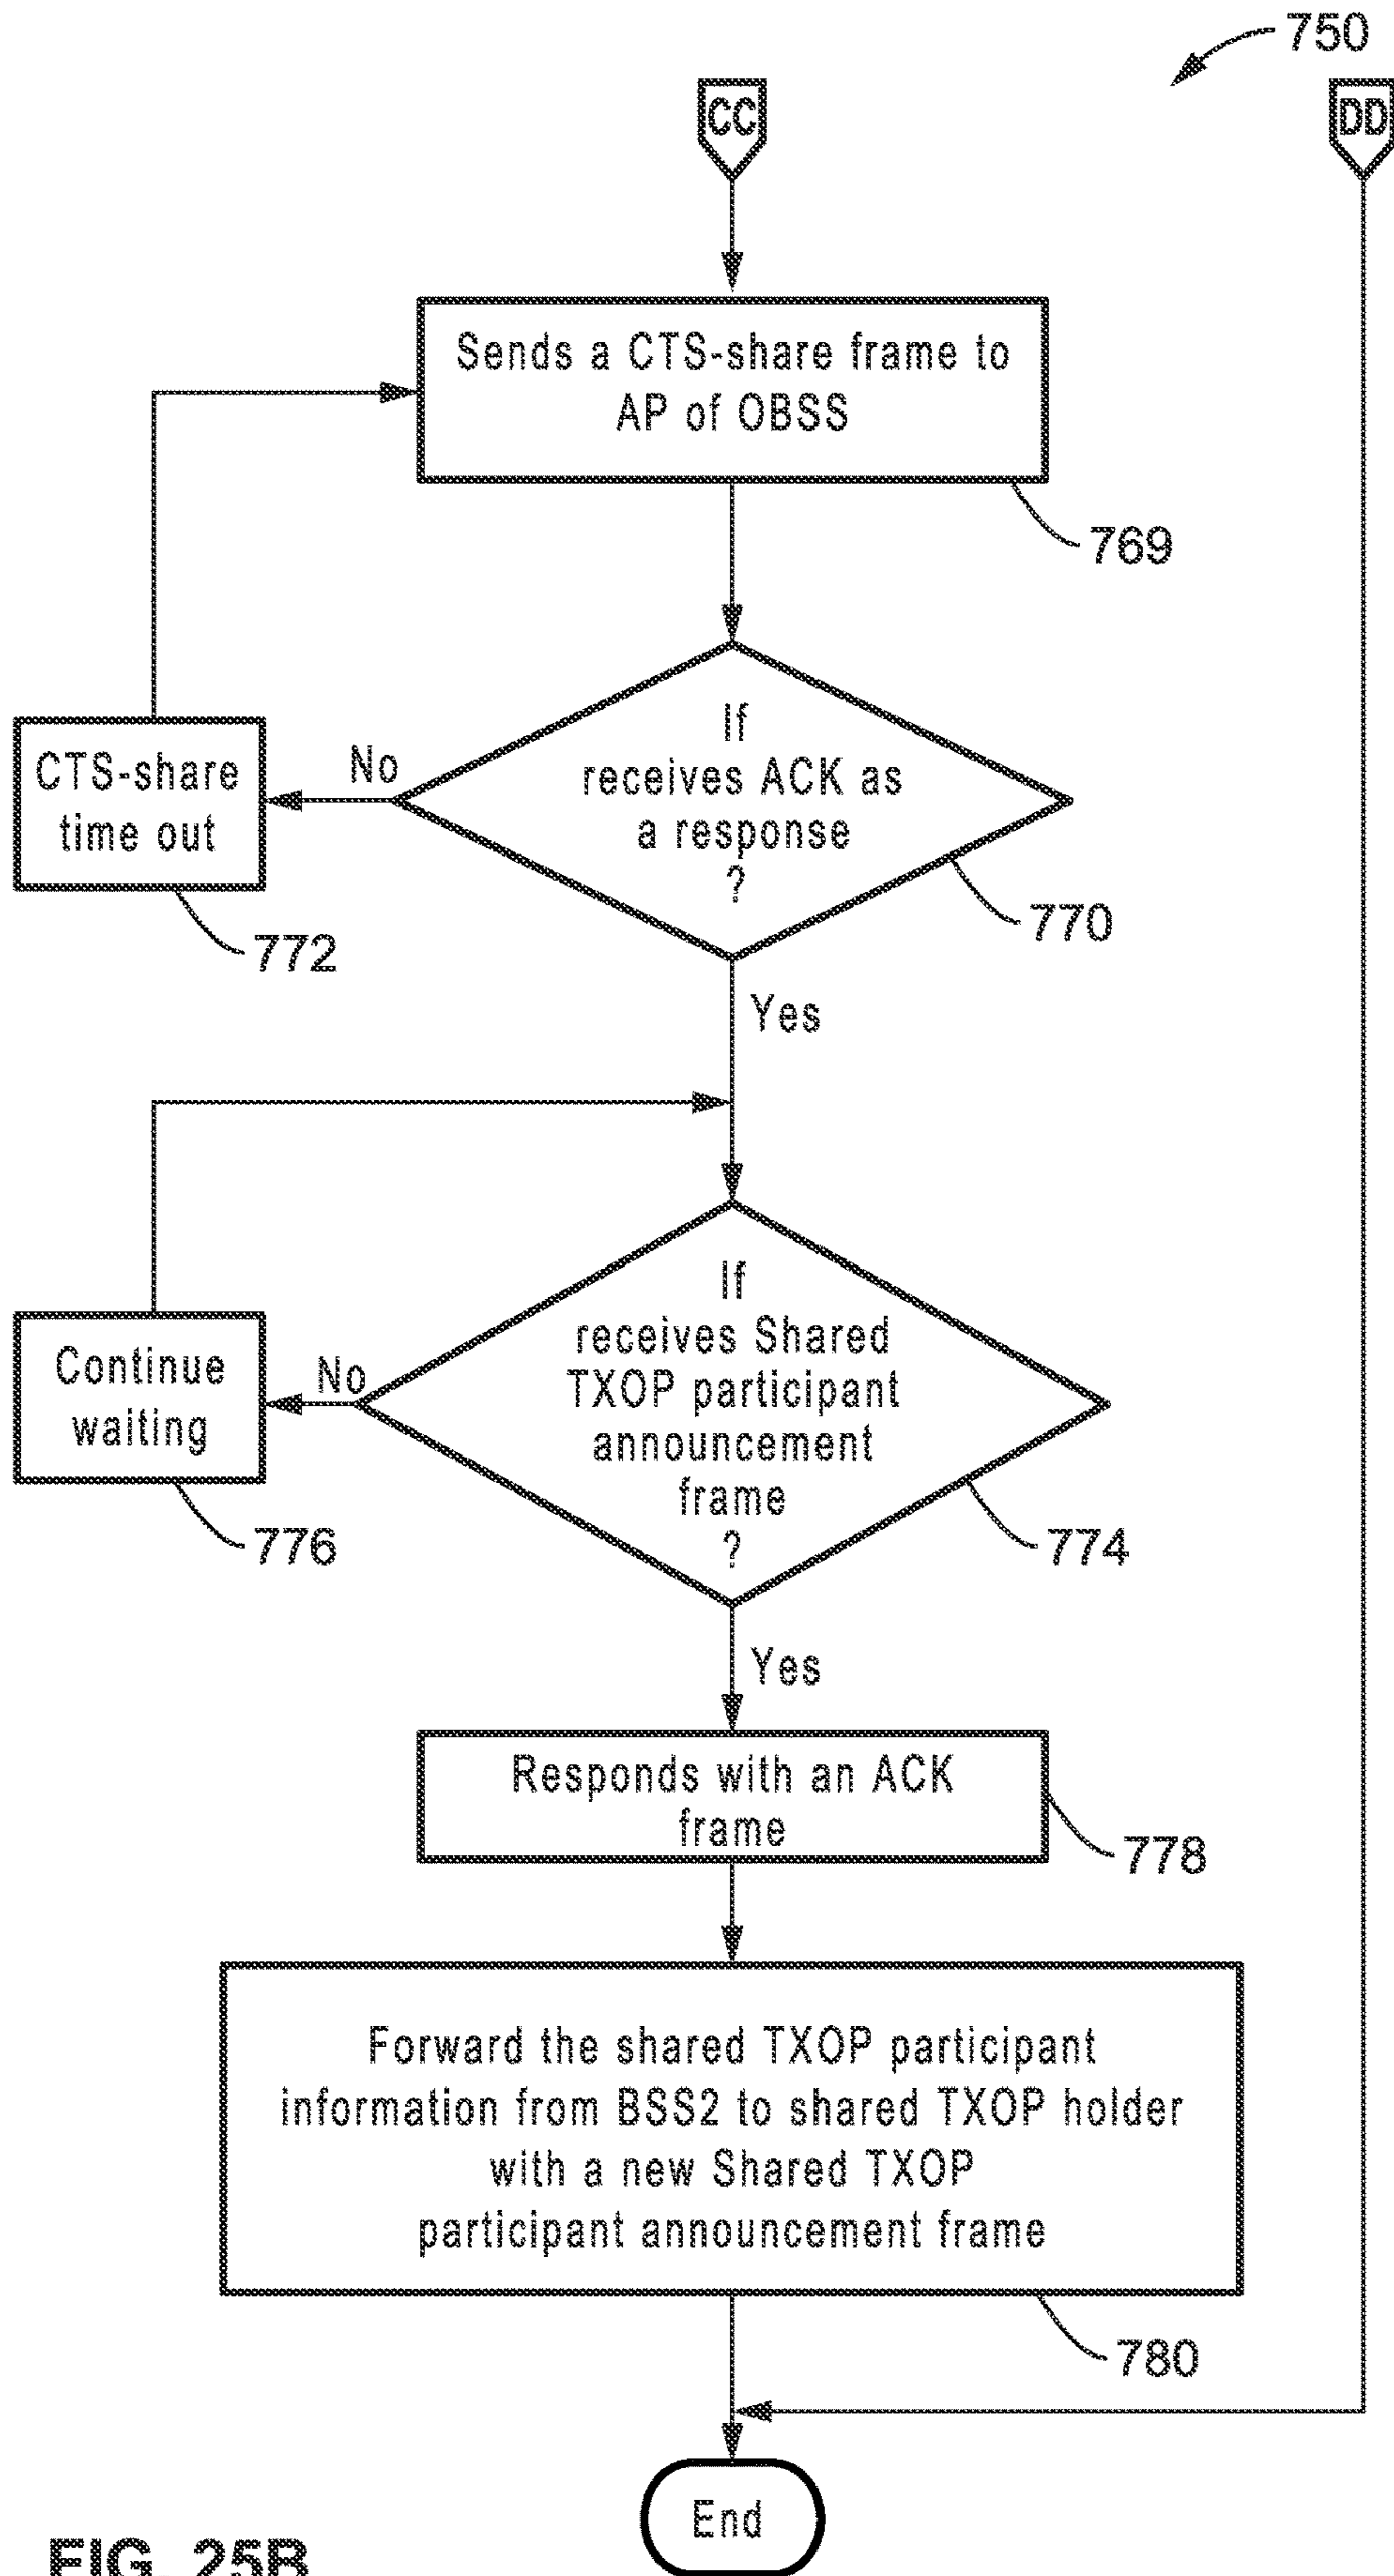 750
CC
DD
Sends a CTS-share frame to
AP of OBSS
769
If
receives ACK as
a response
?
770
No
CTS-share
time out
772
Yes
If
receives Shared
TXOP participant
announcement
frame
?
774
No
Continue
waiting
776
Yes
Responds with an ACK
frame
778
Forward the shared TXOP participant
information from BSS2 to shared TXOP holder
with a new Shared TXOP
participant announcement frame
780
End
FIG. 25B